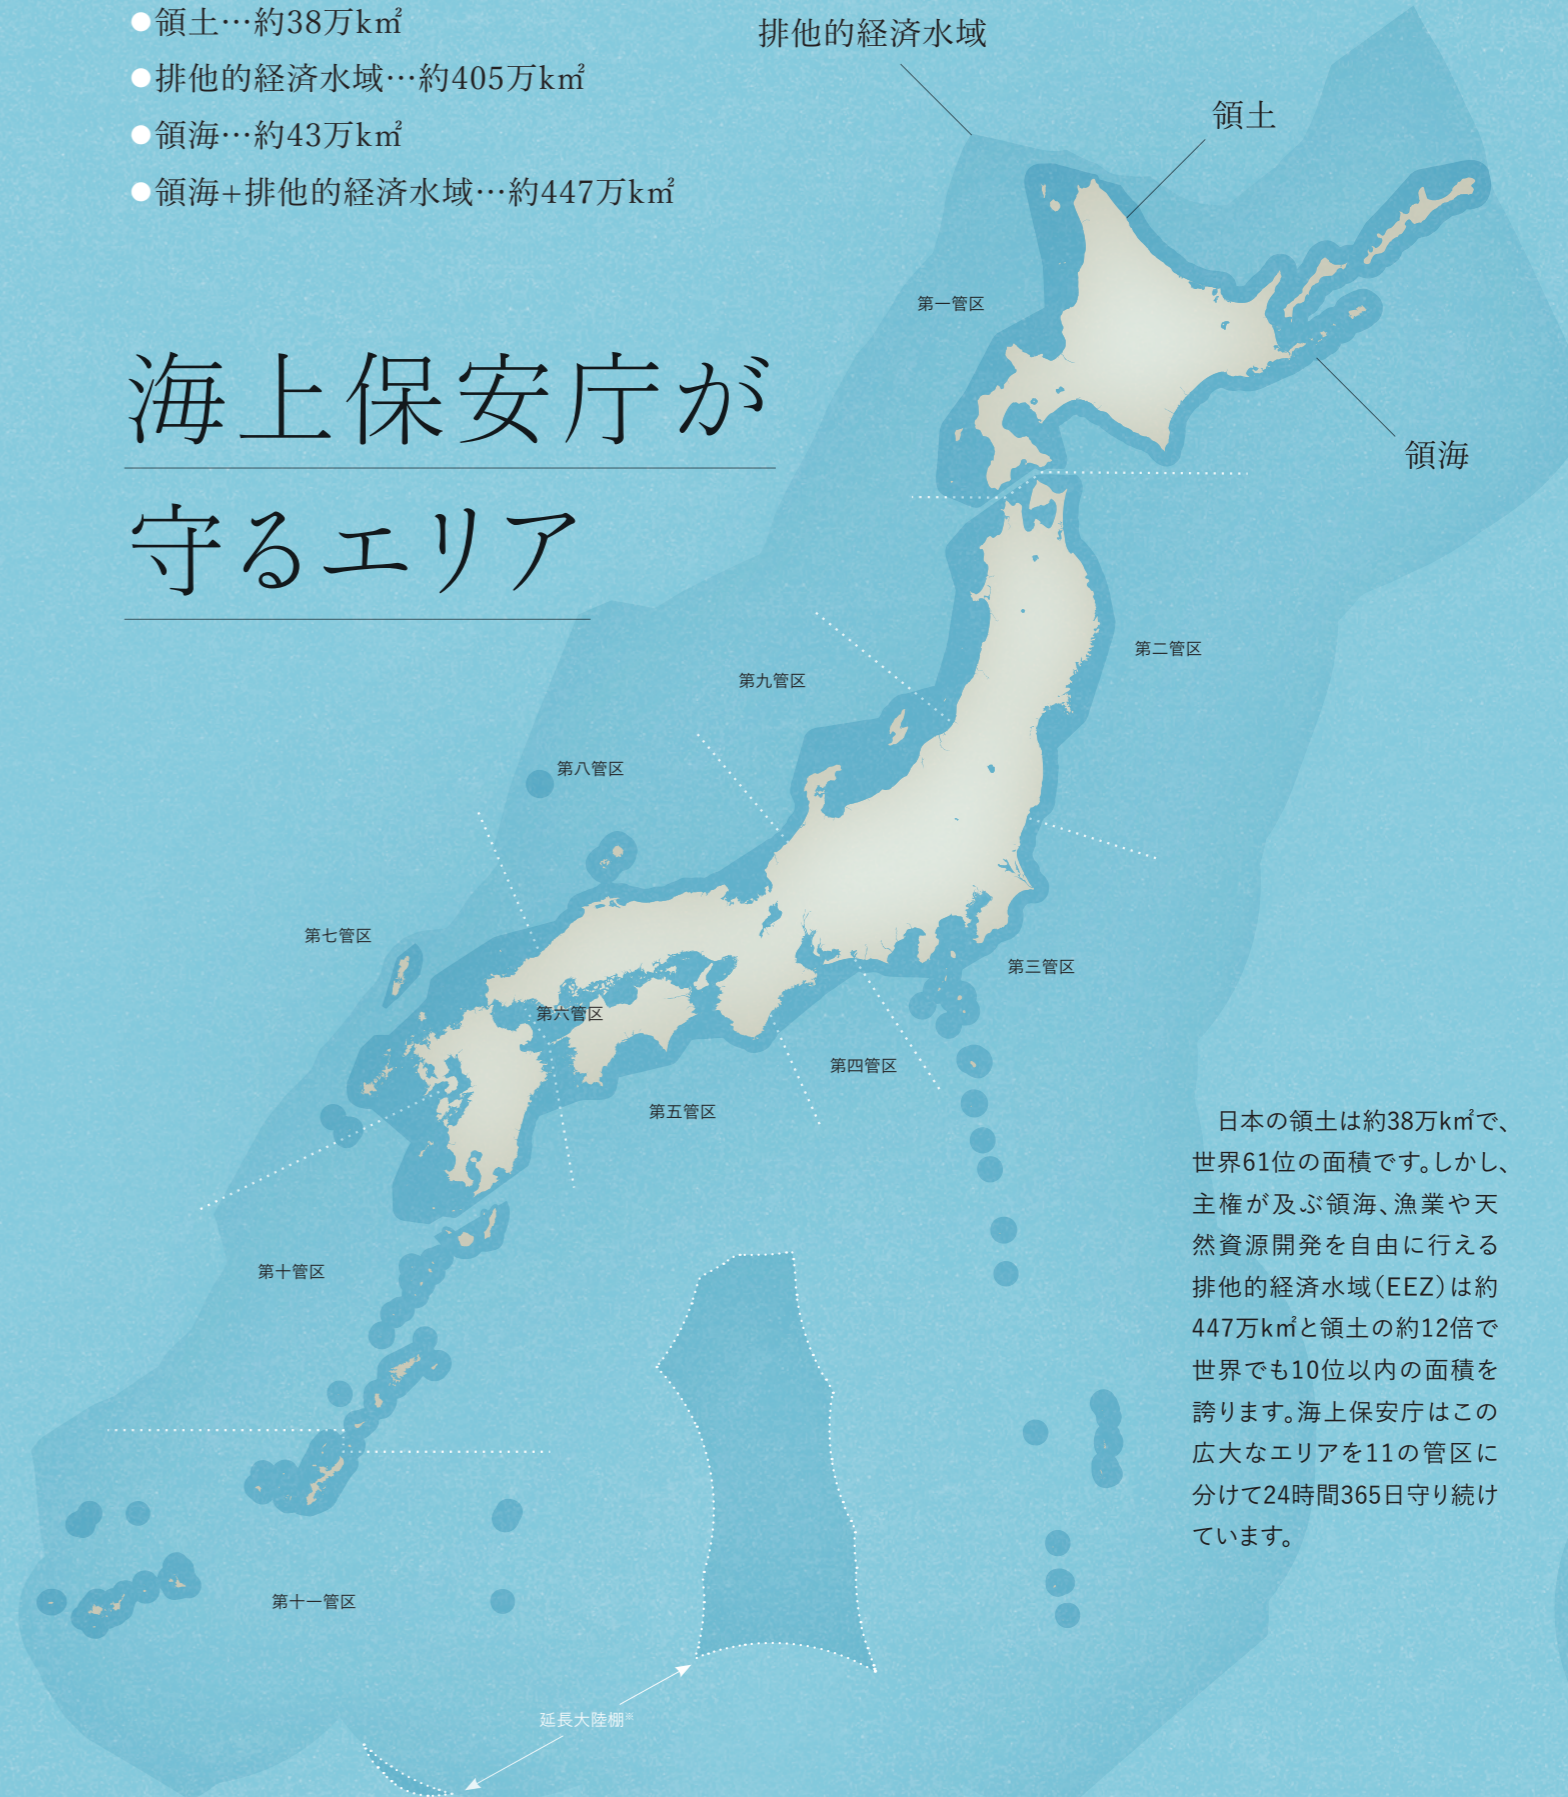 ●領土…約38万k㎡
●排他的経済水域…約405万k㎡
●領海…約43万k㎡
●領海+排他的経済水域…約447万k㎡
排他的経済水域
領土
第一管区
海上保安庁が
守るエリア
領海
第二管区
第九管区
第八管区
第七管区
第三管区
第六管区
第四管区
第五管区
日本の領土は約38万k㎡で、
世界61位の面積です。しかし、
主権が及ぶ領海、漁業や天
然資源開発を自由に行える
排他的経済水域(EEZ)は約
447万k㎡と領土の約12倍で
世界でも10位以内の面積を
誇ります。海上保安庁はこの
広大なエリアを11の管区に
分けて24時間365日守り続け
ています。
第十管区
第十一管区
延長大陸棚※